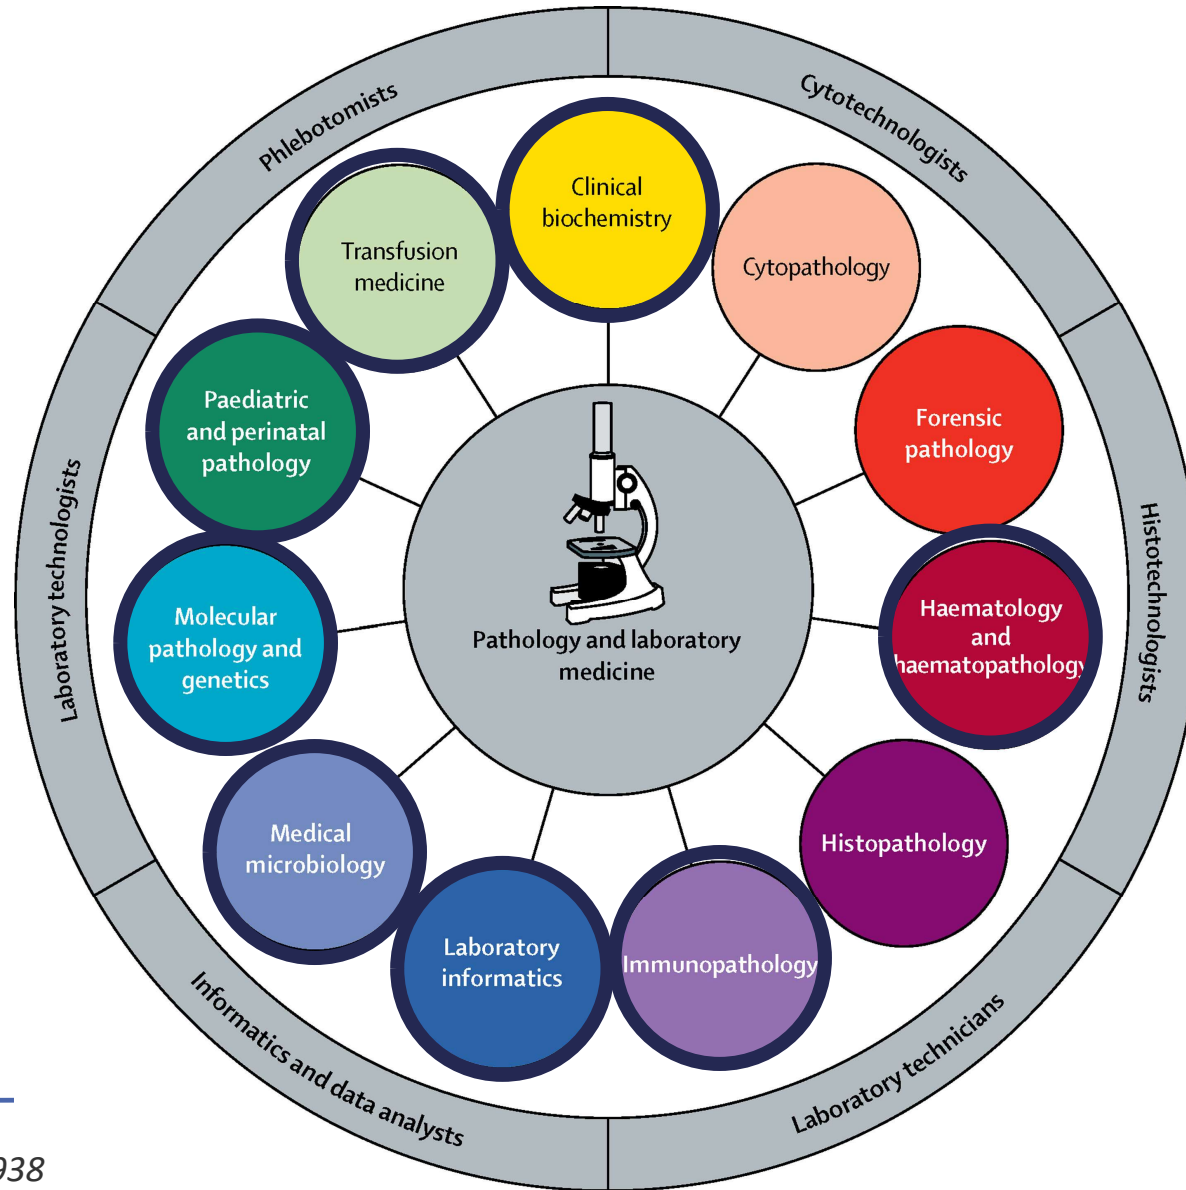 Phlebotomists
Cytotechnologists
Histotechnologists
Laboratory technicians
Informatics and data analysts
Laboratory technologists
Clinical
biochemistry
Cytopathology
Forensic
pathology
Haematology
and
haematopathology
Histopathology
Immunopathology
Laboratory
informatics
Medical
microbiology
Molecular
pathology and
genetics
Paediatric
and perinatal
pathology
Transfusion
medicine
Pathology and laboratory
medicine
938